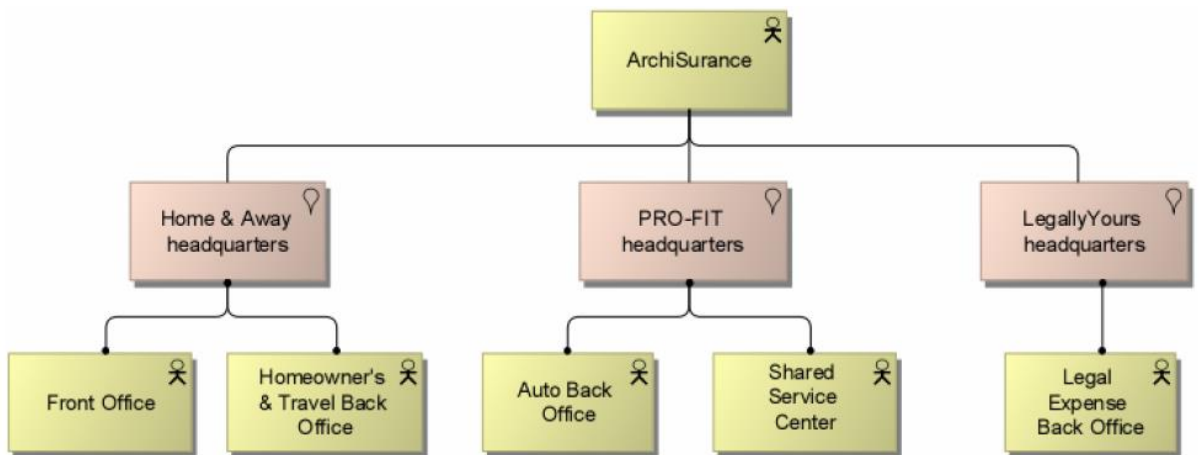 ArchiSurance
Home & Away
headquarters
PRO-FIT
headquarters
LegallyYours
headquarters
Front Office
Homeowner's
& Travel Back
Office
Auto Back
Office
Shared
Service
Center
Legal
Expense
Back Office